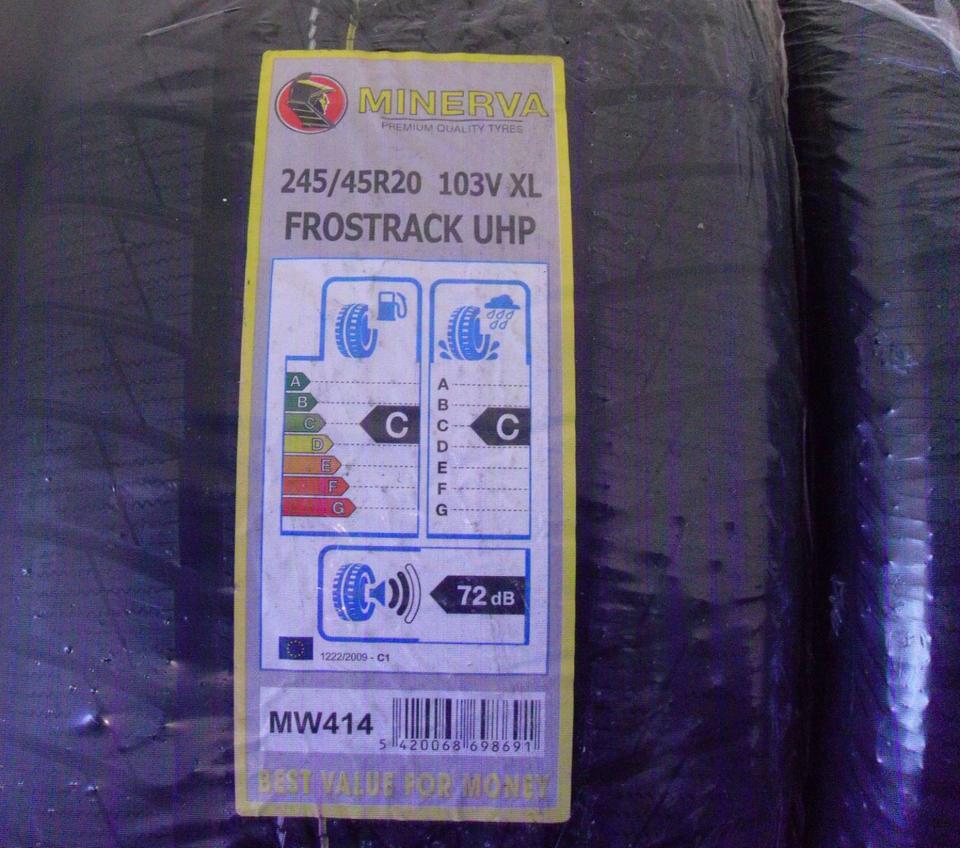 MINERVA
PREMIUM QUALITY TYRES
245/45R20 103V XL
FROSTRACK UHP
A
B
C
D
E
F
G
C
A
B
C
D
E
F
G
C
72 dB
1222/2009 - C1
MW414
5 420068 698691
BEST VALUE FOR MONEY